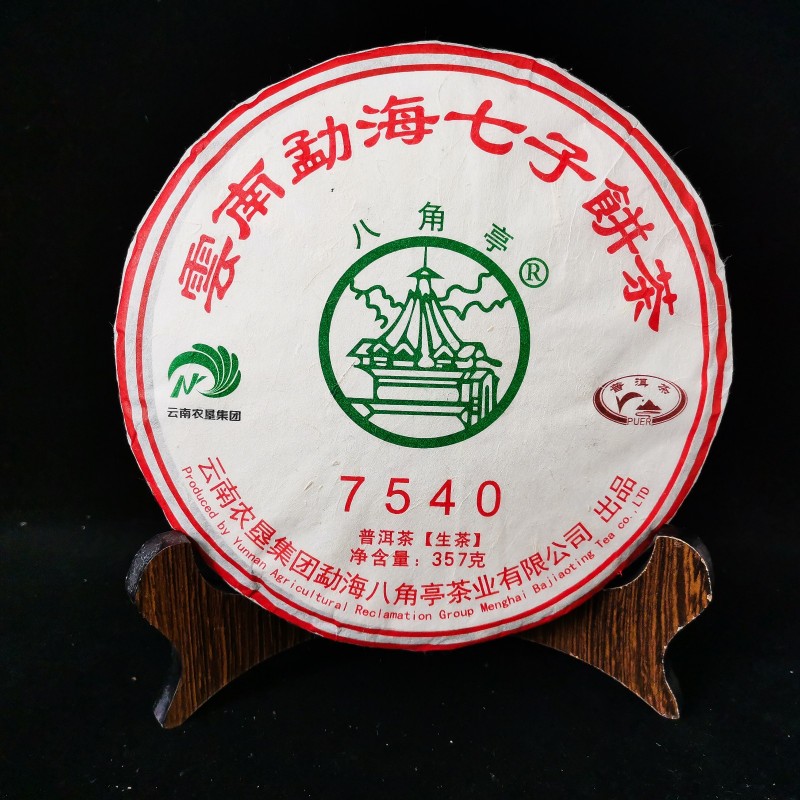 雲南勐海七子餅茶
八角亭®
云南农垦集团
普洱茶
PUER
7540
普洱茶【生茶】
净含量：357克
云南农垦集团勐海八角亭茶业有限公司 出品
Produced by Yunnan Agricultural Reclamation Group Menghai Bajiaoting Tea co.,LTD